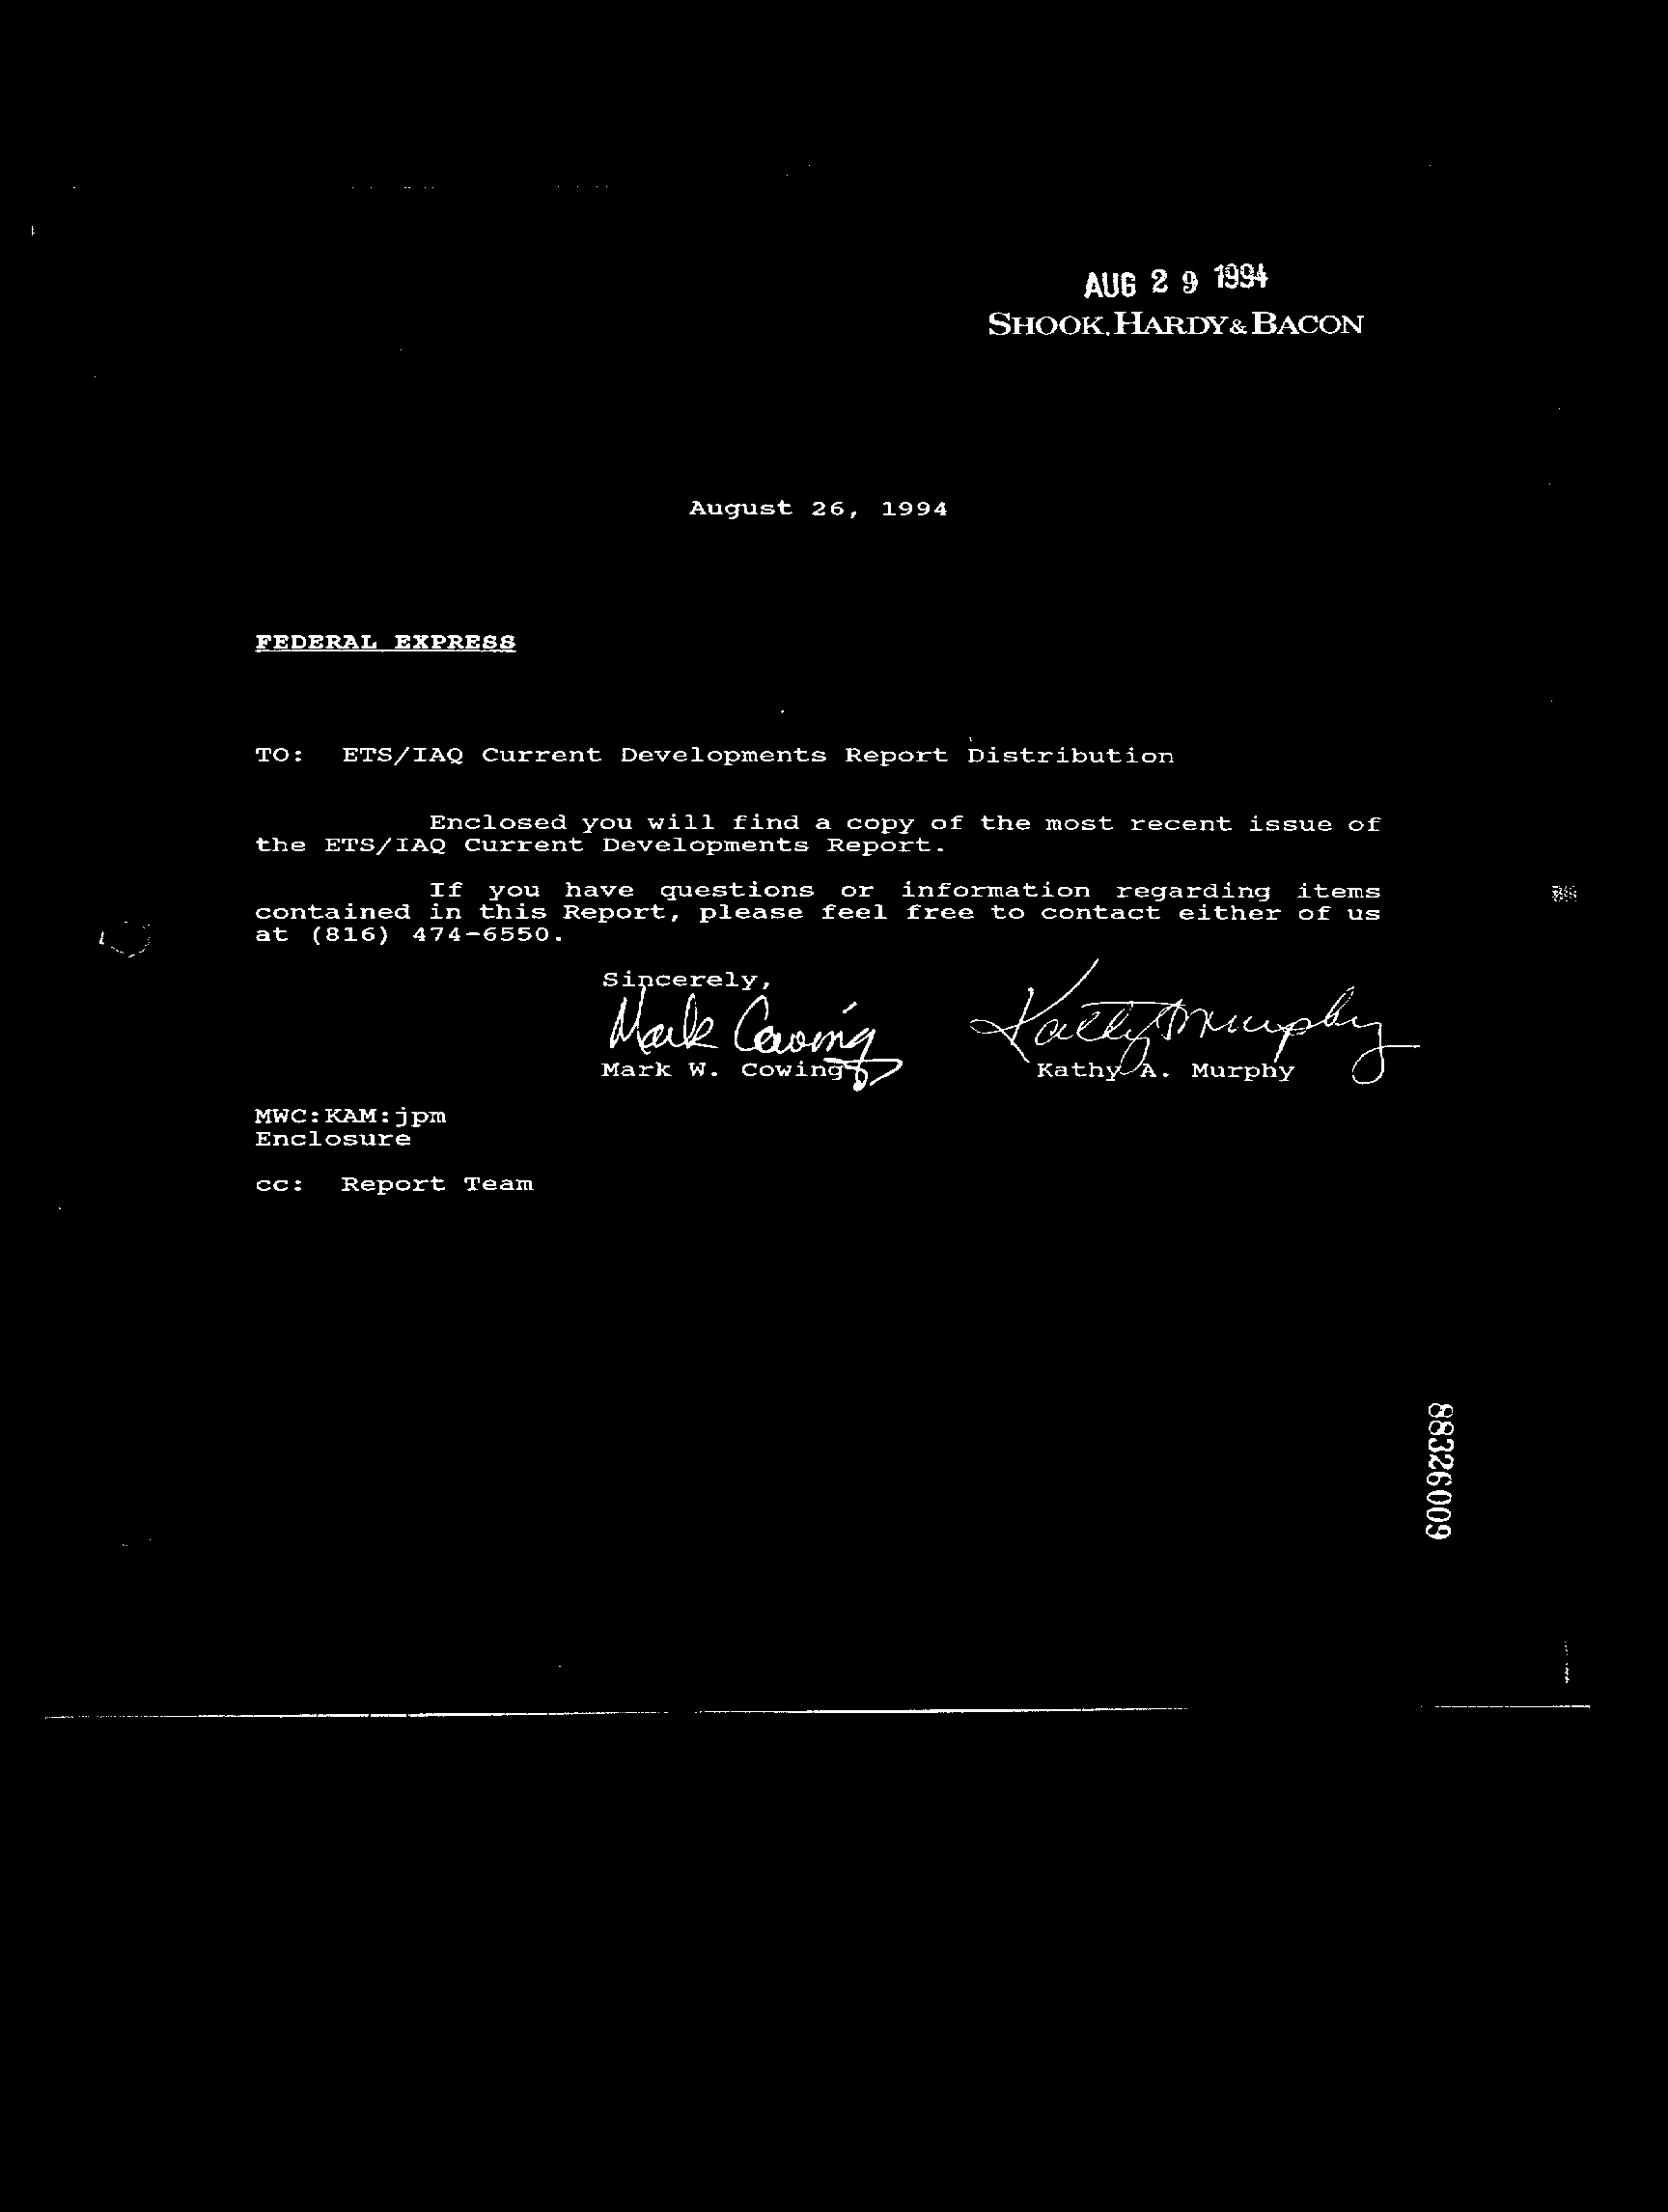 AUG 29 1994
SHOOK, HARDY & BACON
August 26, 1994
FEDERAL EXPRESS
TO: ETS/IAQ Current Developments Report Distribution
Enclosed you will find a copy of the most recent issue of
the ETS/IAQ Current Developments Report.
If you have questions or information regarding items
contained in this Report, please feel free to contact either of us
at (816) 474-6550.
Sincerely,
Mark Cowing Kathy A Murphy
Mark W. Cowing Kathy A. Murphy
MWC:KAM:jpm
Enclosure
cc: Report Team
88326009